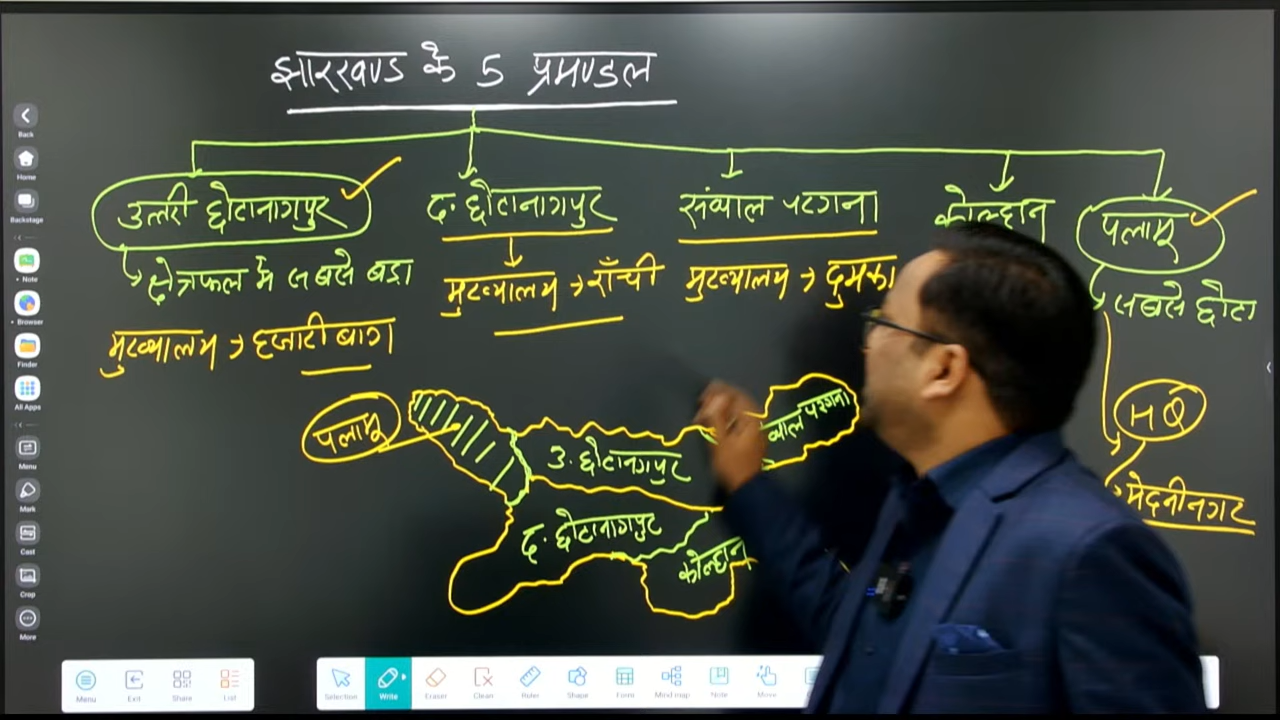 झारखण्ड के 5 प्रमण्डल
उत्तरी छोटानागपुर
द. छोटानागपुर
संथाल परगना
कोल्हान
पलामू
क्षेत्रफल में सबसे बड़ा
मुख्यालय → राँची
मुख्यालय → दुमका
सबसे छोटा
मुख्यालय → हजारीबाग
HQ
पलामू
उ. छोटानागपुर
परगना
मेदनीनगर
द. छोटानागपुर
कोल्हान
Back
Home
Backstage
Note
Browser
Finder
All Apps
Menu
Mark
Cast
Crop
More
Menu
Exit
Share
List
Selection
Write
Eraser
Clean
Ruler
Shape
Form
Mind map
Note
Move